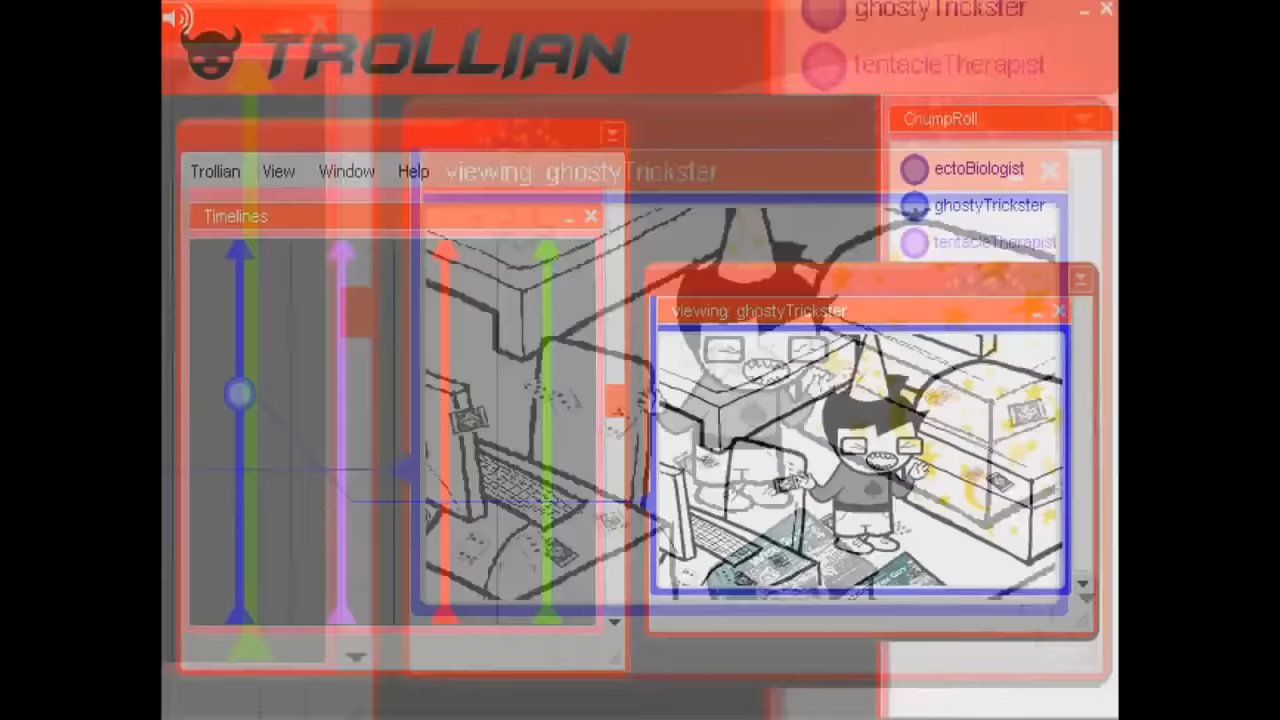 ghostyTrickster
TROLLIAN
tentacleTherapist
ChumpRoll
Trollian View Window Help
viewing: ghostyTrickster
ectoBiologist
ghostyTrickster
Timelines
tentacleTherapist
viewing: ghostyTrickster